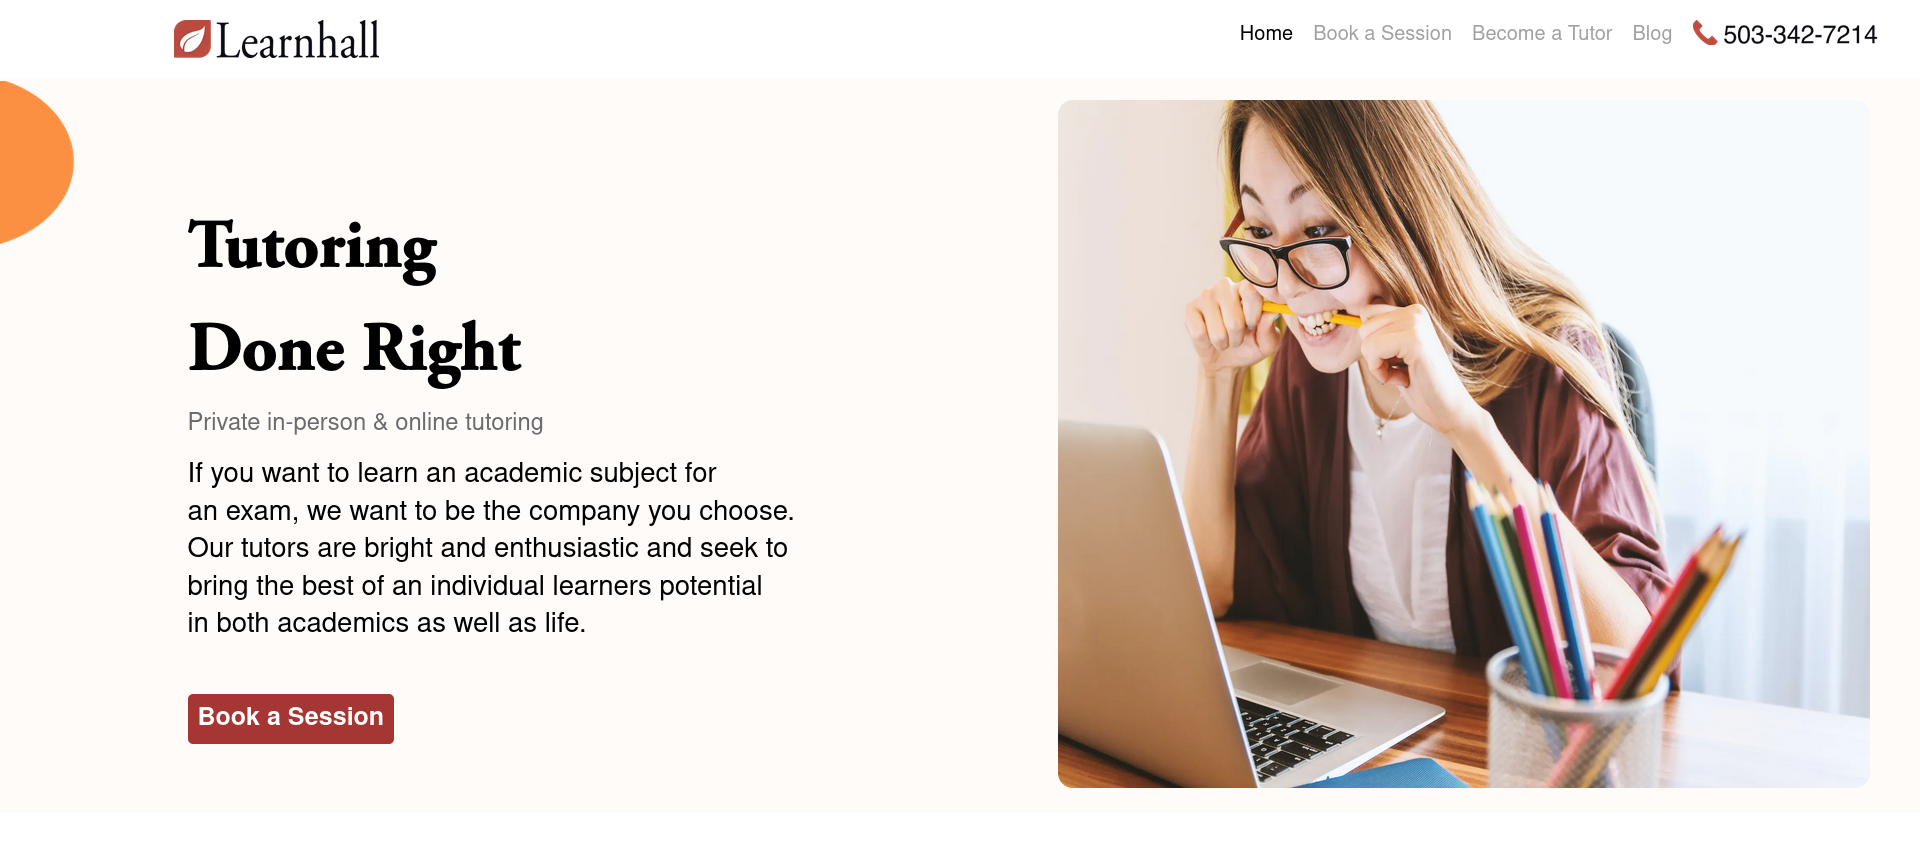 Learnhall
Home Book a Session Become a Tutor Blog 503-342-7214
Tutoring
Done Right
Private in-person & online tutoring
If you want to learn an academic subject for
an exam, we want to be the company you choose.
Our tutors are bright and enthusiastic and seek to
bring the best of an individual learners potential
in both academics as well as life.
Book a Session